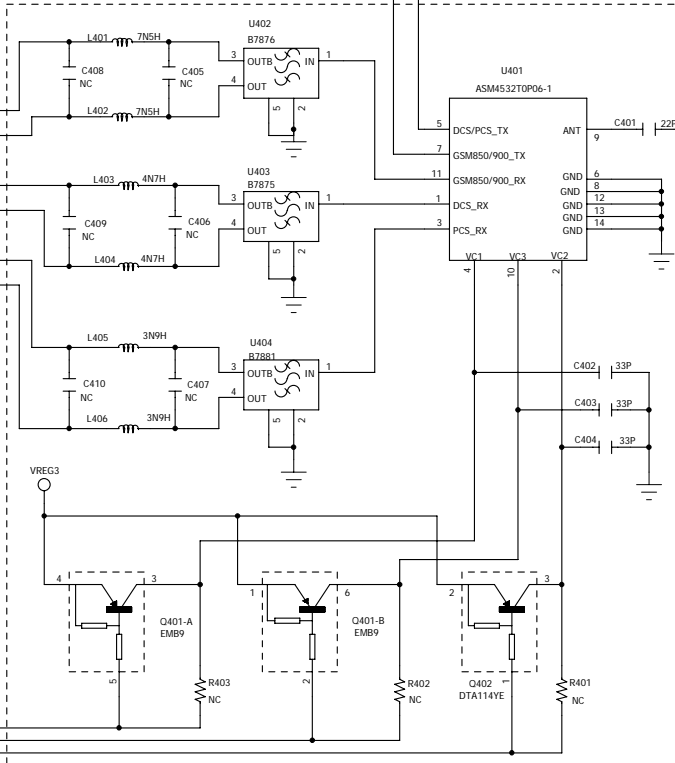 U402
B7876
L401 7N5H
3 OUTB IN 1
4 OUT
C408
NC
C405
NC
L402 7N5H
5 2
U401
ASM4532T0P06-1
5 DCS/PCS_TX
7 GSM850/900_TX
11 GSM850/900_RX
1 DCS_RX
3 PCS_RX
ANT
9
C401
GND 6
GND 8
GND 12
GND 13
GND 14
VC1 VC3 VC2
4 10 2
U403
B7875
L403 4N7H
3 OUTB IN 1
4 OUT
C409
NC
C406
NC
L404 4N7H
5 2
U404
B7881
L405 3N9H
3 OUTB IN 1
4 OUT
C410
NC
C407
NC
L406 3N9H
5 2
C402 33P
C403 33P
C404 33P
VREG3
4 3
Q401-A
EMB9
5
R403
NC
1 6
Q401-B
EMB9
2
R402
NC
2 3
Q402
DTA114YE
1
R401
NC